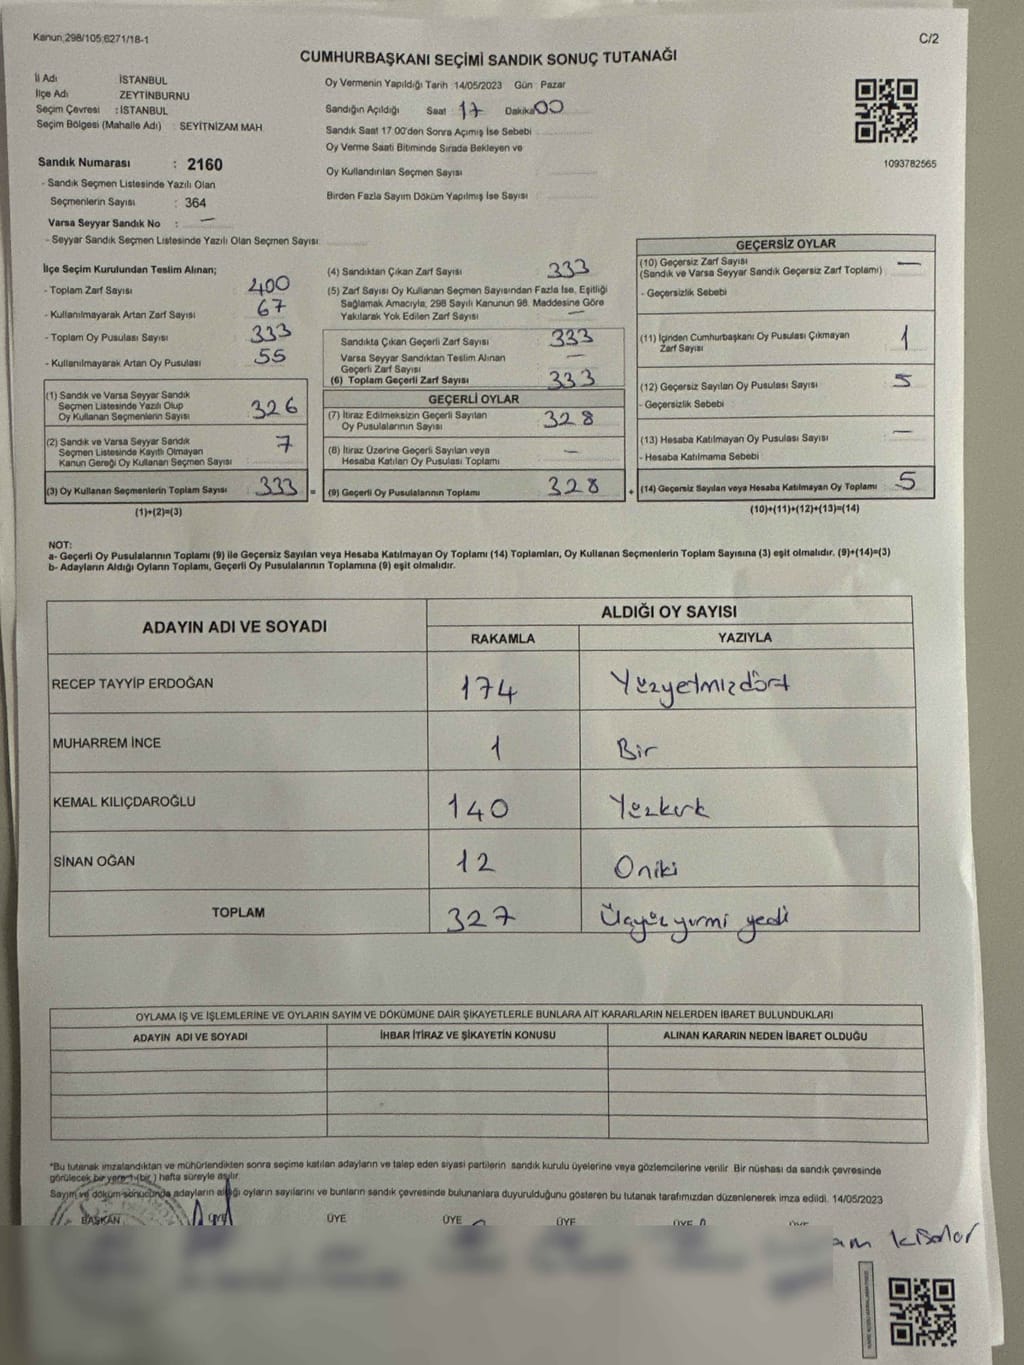 Kanun;298/105;6271/18-1
C/2
CUMHURBAŞKANI SEÇİMİ SANDIK SONUÇ TUTANAĞI
İl Adı İSTANBUL
İlçe Adı ZEYTİNBURNU
Seçim Çevresi : İSTANBUL
Seçim Bölgesi (Mahalle Adı) SEYİTNİZAM MAH.
Oy Vermenin Yapıldığı Tarih 14/05/2023 Gün Pazar
Sandığın Açıldığı Saat 17 Dakika 00
Sandık Saat 17 00'den Sonra Açımış İse Sebebi
Oy Verme Saati Bitiminde Sırada Bekleyen ve
Oy Kullandırılan Seçmen Sayısı
Birden Fazla Sayım Döküm Yapılmış İse Sayısı
1093782565
Sandık Numarası : 2160
- Sandık Seçmen Listesinde Yazılı Olan
Seçmenlerin Sayısı : 364
Varsa Seyyar Sandık No : —
- Seyyar Sandık Seçmen Listesinde Yazılı Olan Seçmen Sayısı:
İlçe Seçim Kurulundan Teslim Alınan;
- Toplam Zarf Sayısı 400
- Kullanılmayarak Artan Zarf Sayısı 67
- Toplam Oy Pusulası Sayısı 333
- Kullanılmayarak Artan Oy Pusulası 55
(1) Sandık ve Varsa Seyyar Sandık
Seçmen Listesinde Yazılı Olup
Oy Kullanan Seçmenlerin Sayısı 326
(2) Sandık ve Varsa Seyyar Sandık
Seçmen Listesinde Kayıtlı Olmayan
Kanun Gereği Oy Kullanan Seçmen Sayısı 7
(3) Oy Kullanan Seçmenlerin Toplam Sayısı 333 =
(1)+(2)=(3)
(4) Sandıktan Çıkan Zarf Sayısı 333
(5) Zarf Sayısı Oy Kullanan Seçmen Sayısından Fazla İse, Eşitliği
Sağlamak Amacıyla, 298 Sayılı Kanunun 98. Maddesine Göre
Yakılarak Yok Edilen Zarf Sayısı —
Sandıkta Çıkan Geçerli Zarf Sayısı 333
Varsa Seyyar Sandıktan Teslim Alınan
Geçerli Zarf Sayısı —
(6) Toplam Geçerli Zarf Sayısı 333
GEÇERLİ OYLAR
(7) İtiraz Edilmeksizin Geçerli Sayılan
Oy Pusulalarının Sayısı 328
(8) İtiraz Üzerine Geçerli Sayılan veya
Hesaba Katılan Oy Pusulası Toplamı —
(9) Geçerli Oy Pusulalarının Toplamı 328 +
GEÇERSİZ OYLAR
(10) Geçersiz Zarf Sayısı —
(Sandık ve Varsa Seyyar Sandık Geçersiz Zarf Toplamı)
- Geçersizlik Sebebi
(11) İçinden Cumhurbaşkanı Oy Pusulası Çıkmayan
Zarf Sayısı 1
(12) Geçersiz Sayılan Oy Pusulası Sayısı 5
- Geçersizlik Sebebi
(13) Hesaba Katılmayan Oy Pusulası Sayısı —
- Hesaba Katılmama Sebebi
(14) Geçersiz Sayılan veya Hesaba Katılmayan Oy Toplamı 5
(10)+(11)+(12)+(13)=(14)
NOT:
a- Geçerli Oy Pusulalarının Toplamı (9) ile Geçersiz Sayılan veya Hesaba Katılmayan Oy Toplamı (14) Toplamları, Oy Kullanan Seçmenlerin Toplam Sayısına (3) eşit olmalıdır. (9)+(14)=(3)
b- Adayların Aldığı Oyların Toplamı, Geçerli Oy Pusulalarının Toplamına (9) eşit olmalıdır.
ADAYIN ADI VE SOYADI
ALDIĞI OY SAYISI
RAKAMLA YAZIYLA
RECEP TAYYİP ERDOĞAN 174 Yüzyetmizdört
MUHARREM İNCE 1 Bir
KEMAL KILIÇDAROĞLU 140 Yüzkırk
SİNAN OĞAN 12 Oniki
TOPLAM 327 Üçyüz yırmi yedi
OYLAMA İŞ VE İŞLEMLERİNE VE OYLARIN SAYIM VE DÖKÜMÜNE DAİR ŞİKAYETLERLE BUNLARA AİT KARARLARIN NELERDEN İBARET BULUNDUKLARI
ADAYIN ADI VE SOYADI İHBAR İTİRAZ VE ŞİKAYETİN KONUSU ALINAN KARARIN NEDEN İBARET OLDUĞU
*Bu tutanak imzalandıktan ve mühürlendikten sonra seçime katılan adayların ve talep eden siyasi partilerin sandık kurulu üyelerine veya gözlemcilerine verilir Bir nüshası da sandık çevresinde
görülecek bir yere 1 (bir) hafta süreyle asılır.
Sayım ve döküm sonucunda adayların aldığı oyların sayılarını ve bunların sandık çevresinde bulunanlara duyurulduğunu gösteren bu tutanak tarafımızdan düzenlenerek imza edildi. 14/05/2023
BAŞKAN ÜYE ÜYE ÜYE ÜYE ÜYE